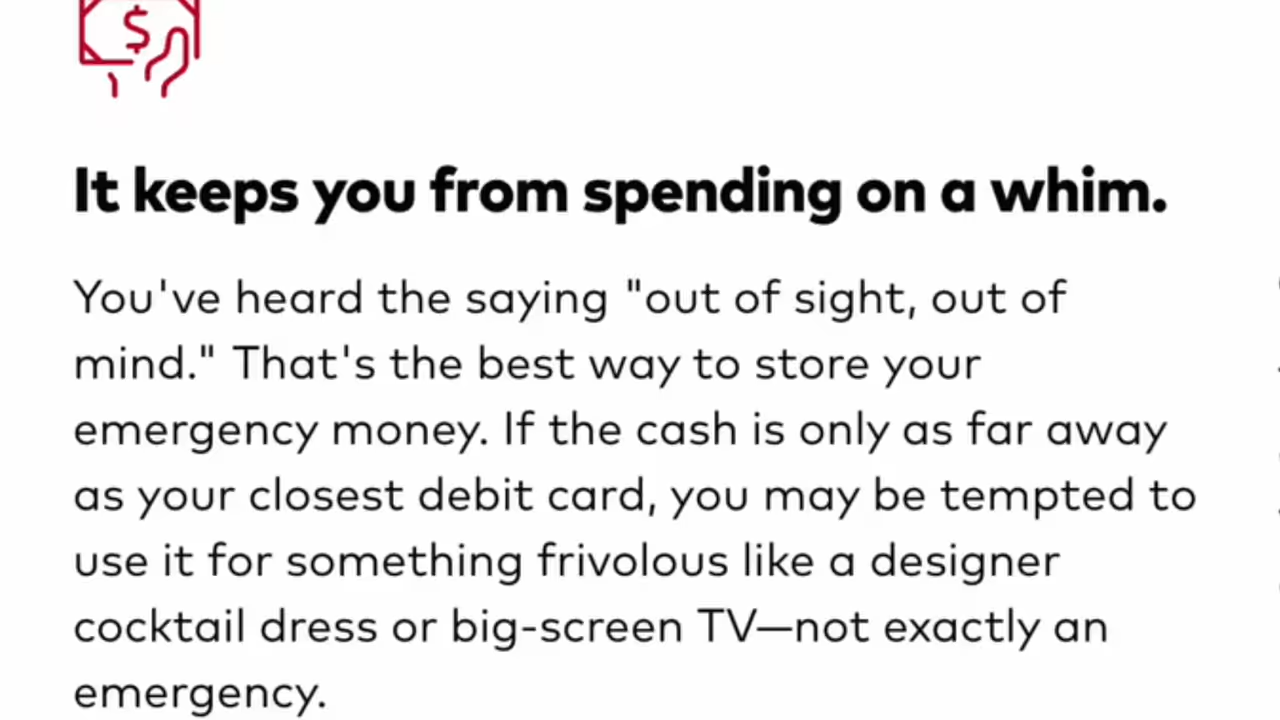 $
It keeps you from spending on a whim.
You've heard the saying "out of sight, out of
mind." That's the best way to store your
emergency money. If the cash is only as far away
as your closest debit card, you may be tempted to
use it for something frivolous like a designer
cocktail dress or big-screen TV—not exactly an
emergency.